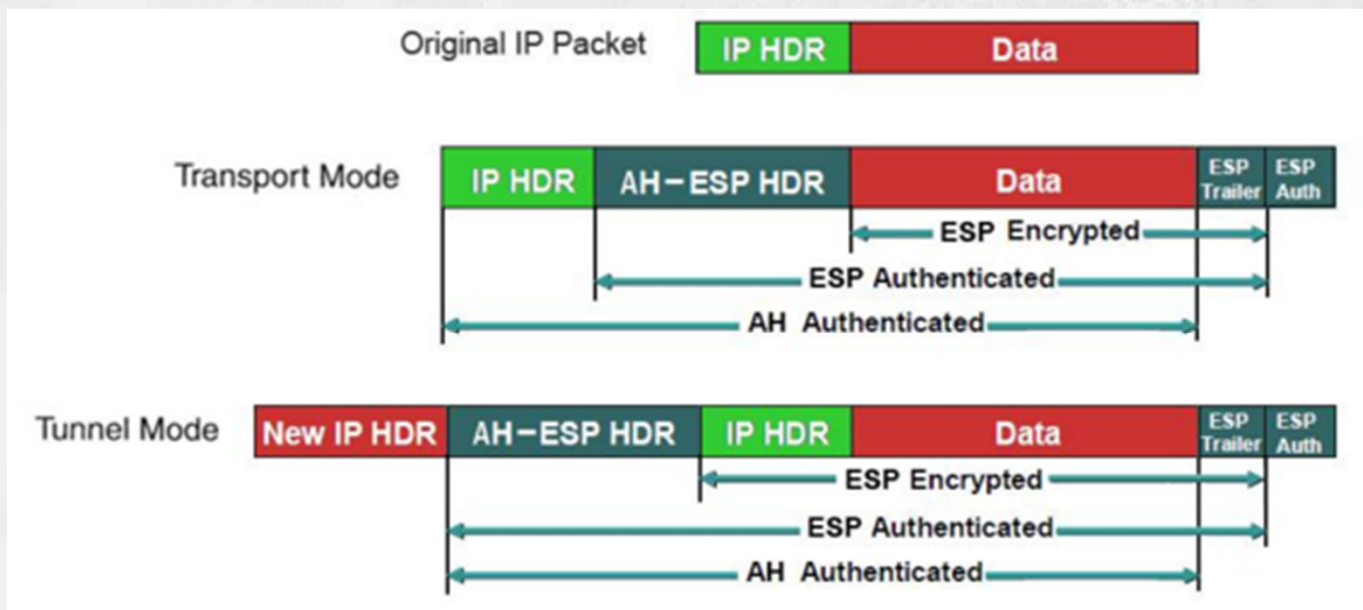 Original IP Packet
IP HDR
Data
Transport Mode
IP HDR
AH-ESP HDR
Data
ESP
Trailer
ESP
Auth
ESP Encrypted
ESP Authenticated
AH Authenticated
Tunnel Mode
New IP HDR
AH-ESP HDR
IP HDR
Data
ESP
Trailer
ESP
Auth
ESP Encrypted
ESP Authenticated
AH Authenticated